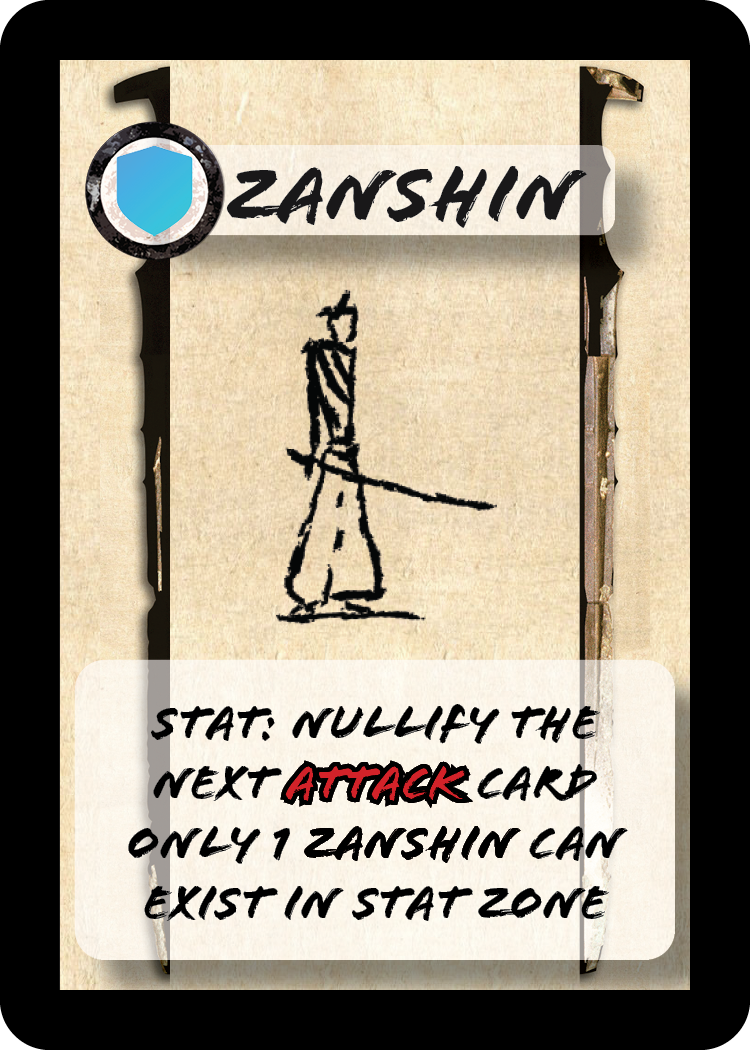 ZANSHIN
STAT: NULLIFY THE
NEXT ATTACK CARD
ONLY 1 ZANSHIN CAN
EXIST IN STAT ZONE